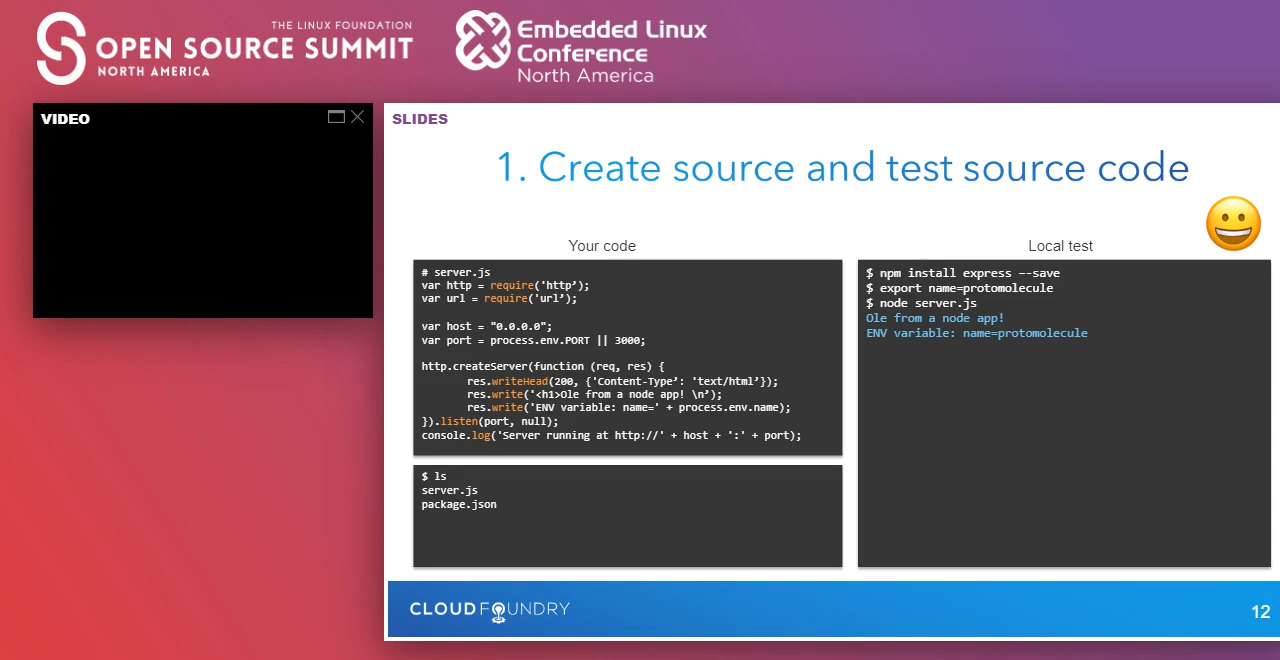 THE LINUX FOUNDATION
OPEN SOURCE SUMMIT
NORTH AMERICA
Embedded Linux
Conference
North America
VIDEO
SLIDES
1. Create source and test source code
Your code
# server.js
var http = require('http’);
var url = require('url’);
var host = "0.0.0.0";
var port = process.env.PORT || 3000;
http.createServer(function (req, res) {
res.writeHead(200, {'Content-Type’: 'text/html’});
res.write('<h1>Ole from a node app! \n’);
res.write('ENV variable: name=' + process.env.name);
}).listen(port, null);
console.log('Server running at http://' + host + ':' + port);
$ ls
server.js
package.json
Local test
$ npm install express --save
$ export name=protomolecule
$ node server.js
Ole from a node app!
ENV variable: name=protomolecule
CLOUD FOUNDRY
12